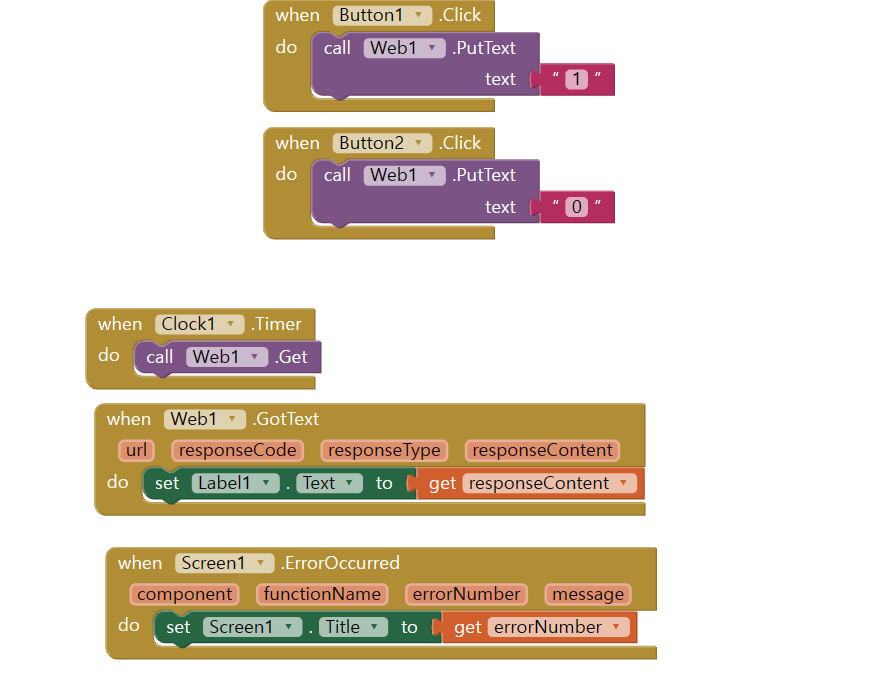 when Button1 .Click
do call Web1 .PutText
text " 1 "
when Button2 .Click
do call Web1 .PutText
text " 0 "
when Clock1 .Timer
do call Web1 .Get
when Web1 .GotText
url responseCode responseType responseContent
do set Label1 . Text to get responseContent
when Screen1 .ErrorOccurred
component functionName errorNumber message
do set Screen1 . Title to get errorNumber